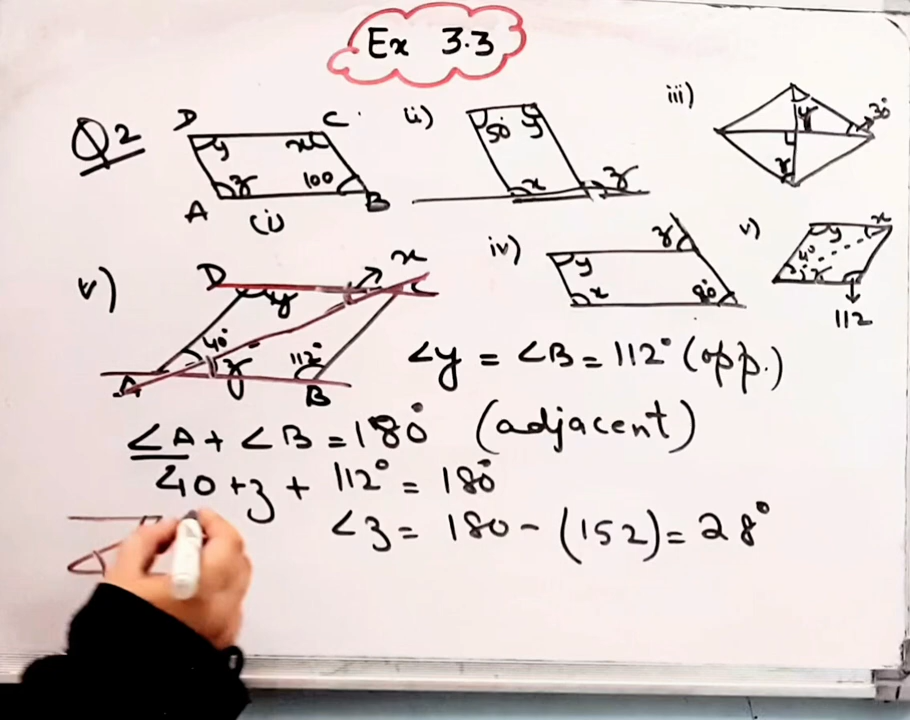 Ex 3.3
Q2
D C
y x
z 100
A B
(i)
(ii)
50° y
x z
iii)
30°
y
z
iv)
z
y
x 80°
v)
y x
40
z
112
v)
D y x C
40°
z 112°
A B
∠y = ∠B = 112° (opp.)
∠A + ∠B = 180° (adjacent)
40 + z + 112° = 180°
∠z = 180 - (152) = 28°